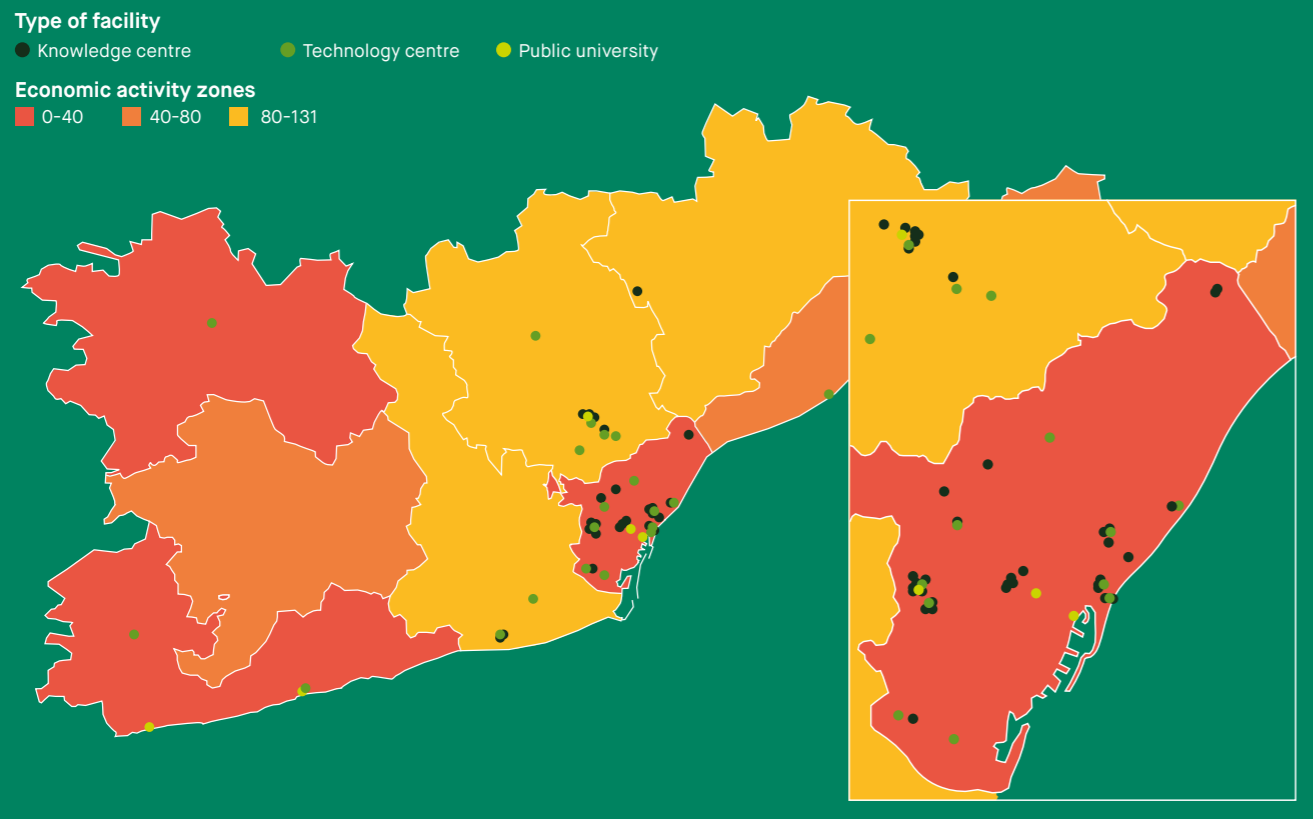 Type of facility
Knowledge centre Technology centre Public university
Economic activity zones
0-40 40-80 80-131